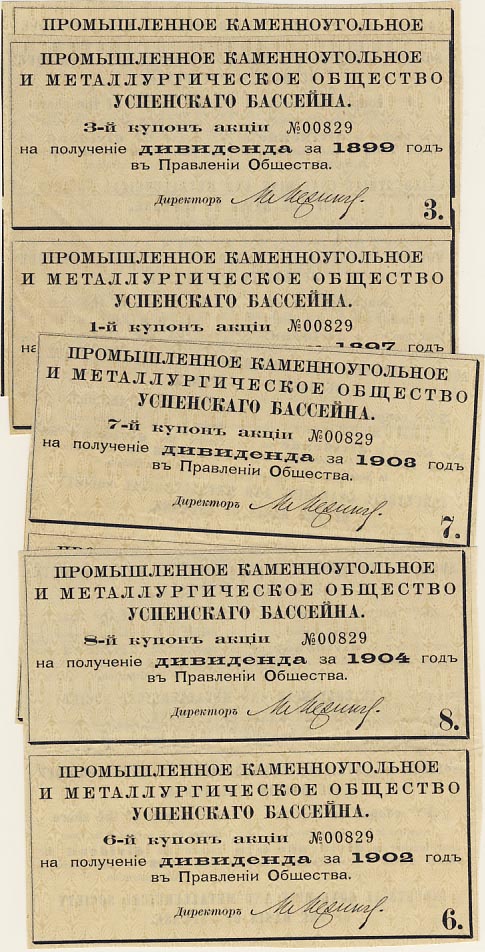 ПРОМЫШЛЕННОЕ КАМЕННОУГОЛЬНОЕ
ПРОМЫШЛЕННОЕ КАМЕННОУГОЛЬНОЕ
И МЕТАЛЛУРГИЧЕСКОЕ ОБЩЕСТВО
УСПЕНСКАГО БАССЕЙНА.
3-й купонъ акціи №00829
на полученіе дивиденда за 1899 годъ
въ Правленіи Общества.
Директоръ
3.
ПРОМЫШЛЕННОЕ КАМЕННОУГОЛЬНОЕ
И МЕТАЛЛУРГИЧЕСКОЕ ОБЩЕСТВО
УСПЕНСКАГО БАССЕЙНА.
1-й купонъ акціи №00829
1897 годъ
ПРОМЫШЛЕННОЕ КАМЕННОУГОЛЬНОЕ
И МЕТАЛЛУРГИЧЕСКОЕ ОБЩЕСТВО
УСПЕНСКАГО БАССЕЙНА.
7-й купонъ акціи №00829
на полученіе дивиденда за 1903 годъ
въ Правленіи Общества.
Директоръ
7.
ПРОМЫШЛЕННОЕ КАМЕННОУГОЛЬНОЕ
И МЕТАЛЛУРГИЧЕСКОЕ ОБЩЕСТВО
УСПЕНСКАГО БАССЕЙНА.
8-й купонъ акціи №00829
на полученіе дивиденда за 1904 годъ
въ Правленіи Общества.
Директоръ
8.
ПРОМЫШЛЕННОЕ КАМЕННОУГОЛЬНОЕ
И МЕТАЛЛУРГИЧЕСКОЕ ОБЩЕСТВО
УСПЕНСКАГО БАССЕЙНА.
6-й купонъ акціи №00829
на полученіе дивиденда за 1902 годъ
въ Правленіи Общества.
Директоръ
6.